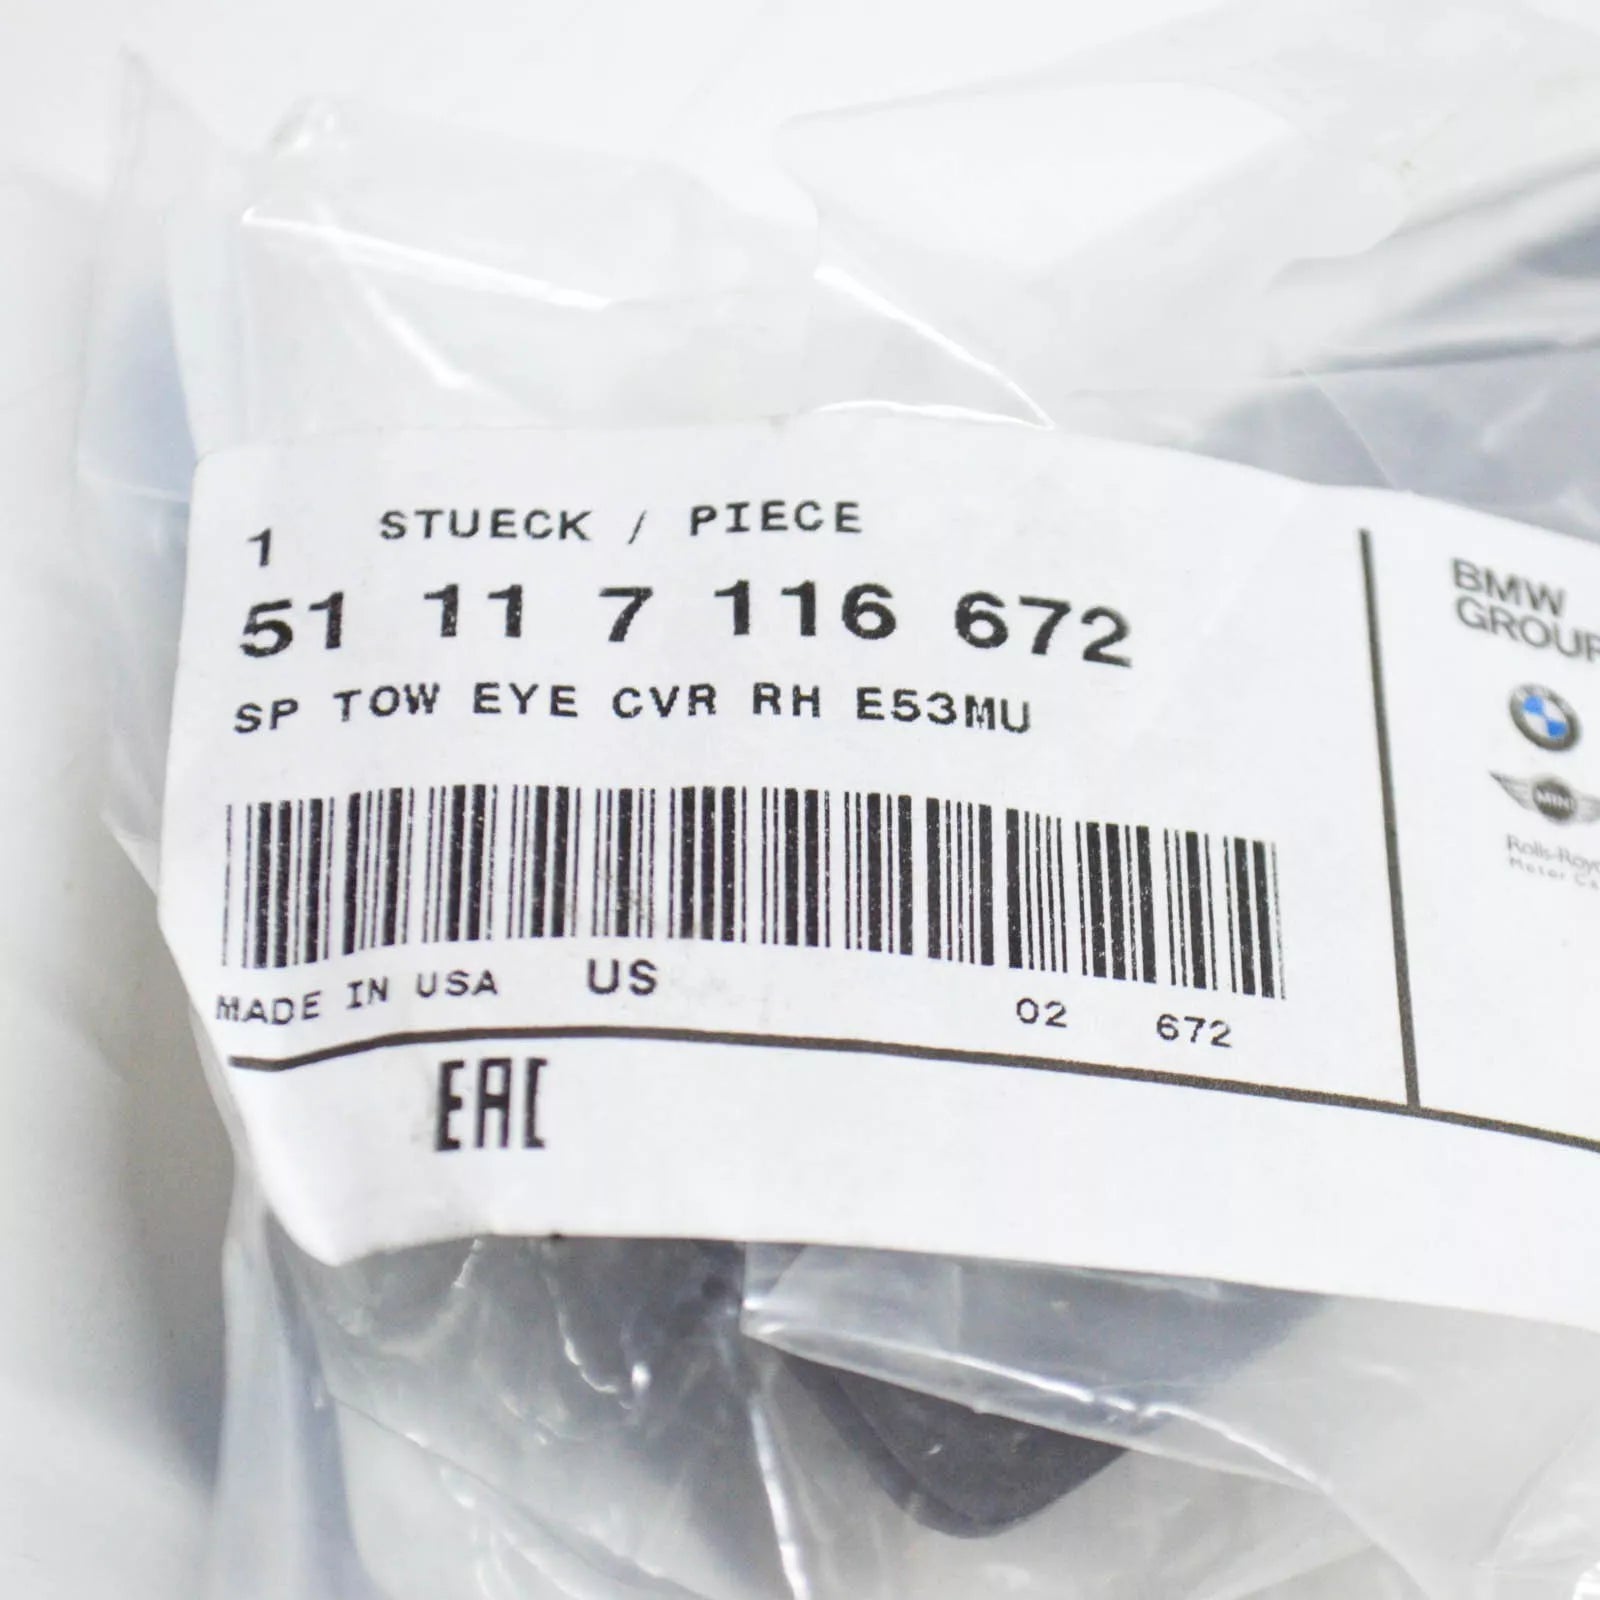 1 STUECK / PIECE
51 11 7 116 672
SP TOW EYE CVR RH E53MU
MADE IN USA US 02 672
EAC
BMW
GROUP
MINI